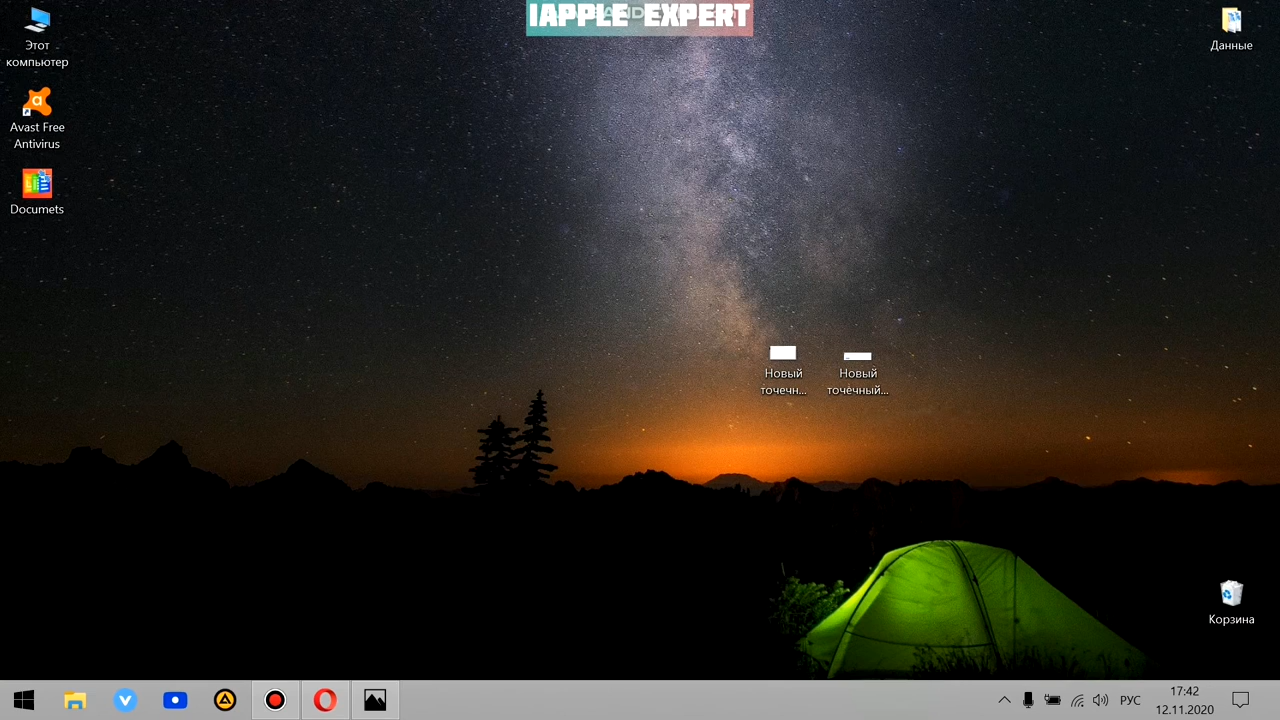 IAPPLE EXPERT
Этот
компьютер
Avast Free
Antivirus
Documets
Данные
Новый
точечн...
Новый
точечный...
Корзина
РУС
17:42
12.11.2020